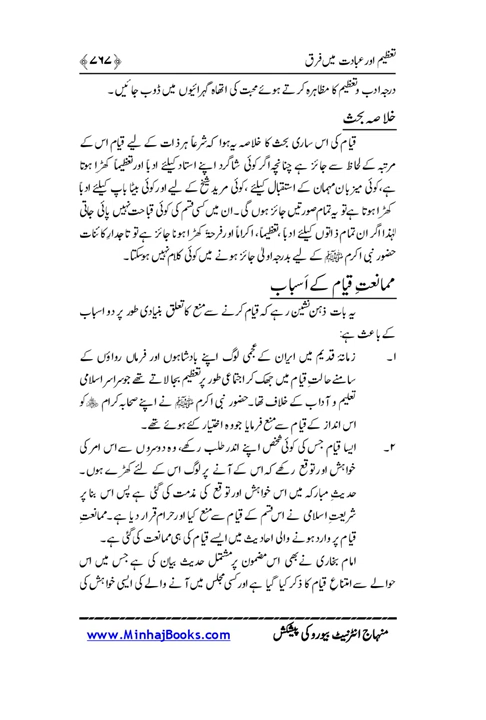 تعظیم اور عبادت میں فرق ﴿۷۶۷﴾
درجہ ادب و تعظیم کا مظاہرہ کرتے ہوئے محبت کی اتھاہ گہرائیوں میں ڈوب جائیں۔
خلاصہ بحث
قیام کی اس ساری بحث کا خلاصہ یہ ہوا کہ شرعاً ہر ذات کے لیے قیام اس کے
مرتبہ کے لحاظ سے جائز ہے چنانچہ اگر کوئی شاگرد اپنے استاد کیلئے ادباً اور تعظیماً کھڑا ہوتا
ہے، کوئی میزبان مہمان کے استقبال کیلئے، کوئی مرید شیخ کے لیے اور کوئی بیٹا باپ کیلئے ادباً
کھڑا ہوتا ہے تو یہ تمام صورتیں جائز ہوں گی۔ ان میں کسی قسم کی کوئی قباحت نہیں پائی جاتی
لہٰذا اگر ان تمام ذاتوں کیلئے ادباً، تعظیماً، اکراماً اور فرحۃً کھڑا ہونا جائز ہے تو تاجدارِ کائنات
حضور نبی اکرم ﷺ کے لیے بدرجہ اولیٰ جائز ہونے میں کوئی کلام نہیں ہوسکتا۔
ممانعتِ قیام کے اَسباب
یہ بات ذہن نشین رہے کہ قیام کرنے سے منع کا تعلق بنیادی طور پر دو اسباب
کے باعث ہے:
۱۔ زمانۂ قدیم میں ایران کے عجمی لوگ اپنے بادشاہوں اور فرماں رواؤں کے
سامنے حالتِ قیام میں جھک کر اجتماعی طور پر تعظیم بجا لاتے تھے جو سراسر اسلامی
تعلیم و آداب کے خلاف تھا۔ حضور نبی اکرم ﷺ نے اپنے صحابہ کرام ﷺ کو
اس انداز کے قیام سے منع فرمایا جو وہ اختیار کئے ہوئے تھے۔
۲۔ ایسا قیام جس کی کوئی شخص اپنے اندر طلب رکھے، وہ دوسروں سے اس امر کی
خواہش اور توقع رکھے کہ اس کے آنے پر لوگ اس کے لئے کھڑے ہوں۔
حدیثِ مبارکہ میں اس خواہش اور توقع کی مذمت کی گئی ہے پس اس بنا پر
شریعتِ اسلامی نے اس قسم کے قیام سے منع کیا اور حرام قرار دیا ہے۔ ممانعتِ
قیام پر وارد ہونے والی احادیث میں ایسے قیام کی ہی ممانعت کی گئی ہے۔
امام بخاری نے بھی اس مضمون پر مشتمل حدیث بیان کی ہے جس میں اس
حوالے سے امتناعِ قیام کا ذکر کیا گیا ہے اور کسی مجلس میں آنے والے کی ایسی خواہش کی
منہاج انٹرنیٹ بیورو کی پیشکش www.MinhajBooks.com